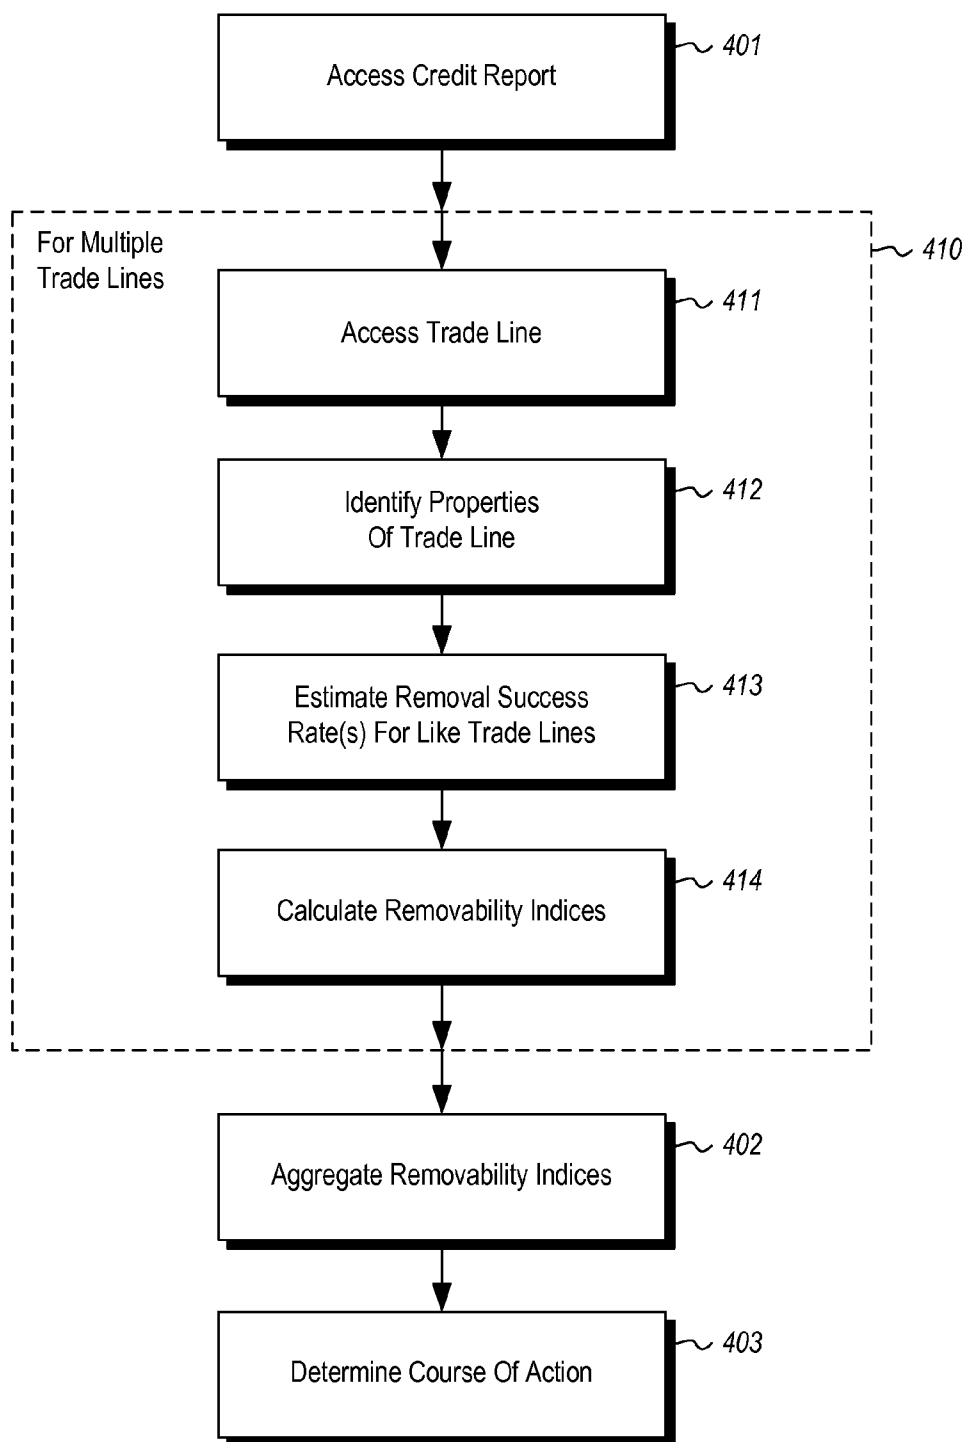 Access Credit Report
401
For Multiple
Trade Lines
410
Access Trade Line
411
Identify Properties
Of Trade Line
412
Estimate Removal Success
Rate(s) For Like Trade Lines
413
Calculate Removability Indices
414
Aggregate Removability Indices
402
Determine Course Of Action
403